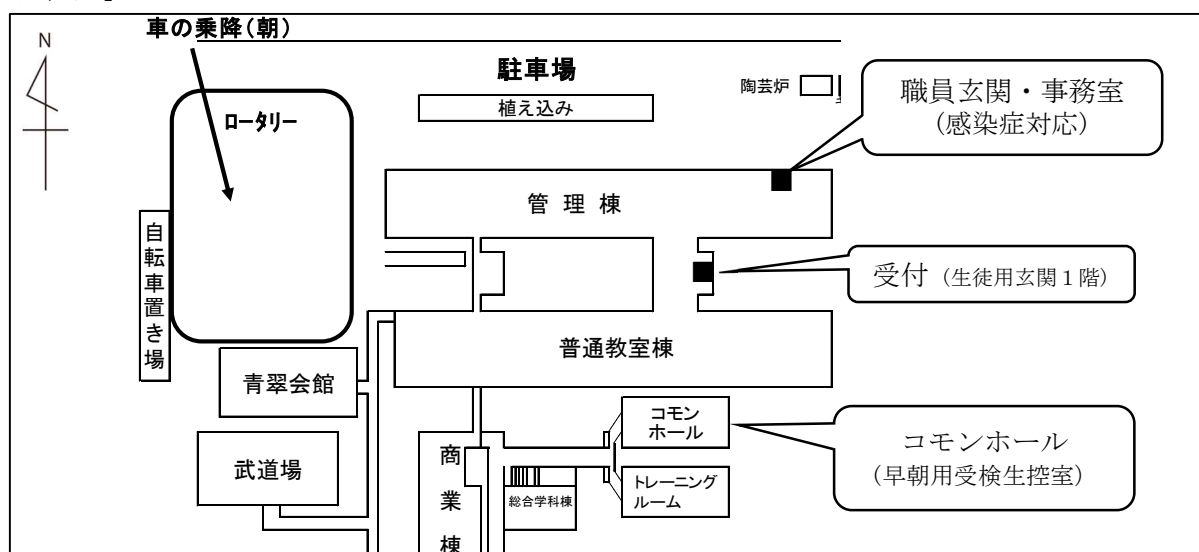 車の乗降(朝)
N
駐車場
陶芸炉
植え込み
職員玄関・事務室
(感染症対応)
ロータリー
管理棟
自転車置き場
受付(生徒用玄関1階)
普通教室棟
青翠会館
コモン
ホール
コモンホール
(早朝用受検生控室)
武道場
商業棟
トレーニング
ルーム
総合学科棟